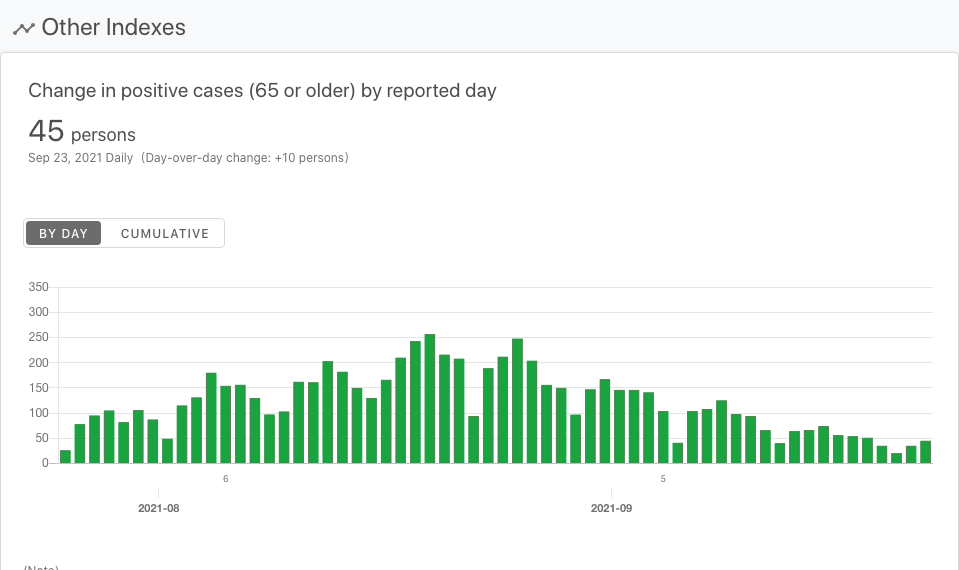 Other Indexes
Change in positive cases (65 or older) by reported day
45 persons
Sep 23, 2021 Daily (Day-over-day change: +10 persons)
BY DAY CUMULATIVE
350
300
250
200
150
100
50
0
6 5
2021-08 2021-09
(Note)